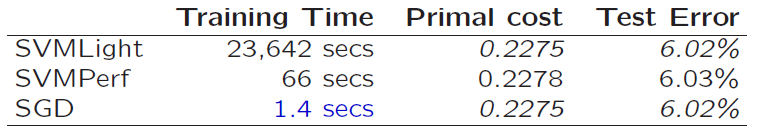 Training Time Primal cost Test Error
SVMLight 23,642 secs 0.2275 6.02%
SVMPerf 66 secs 0.2278 6.03%
SGD 1.4 secs 0.2275 6.02%